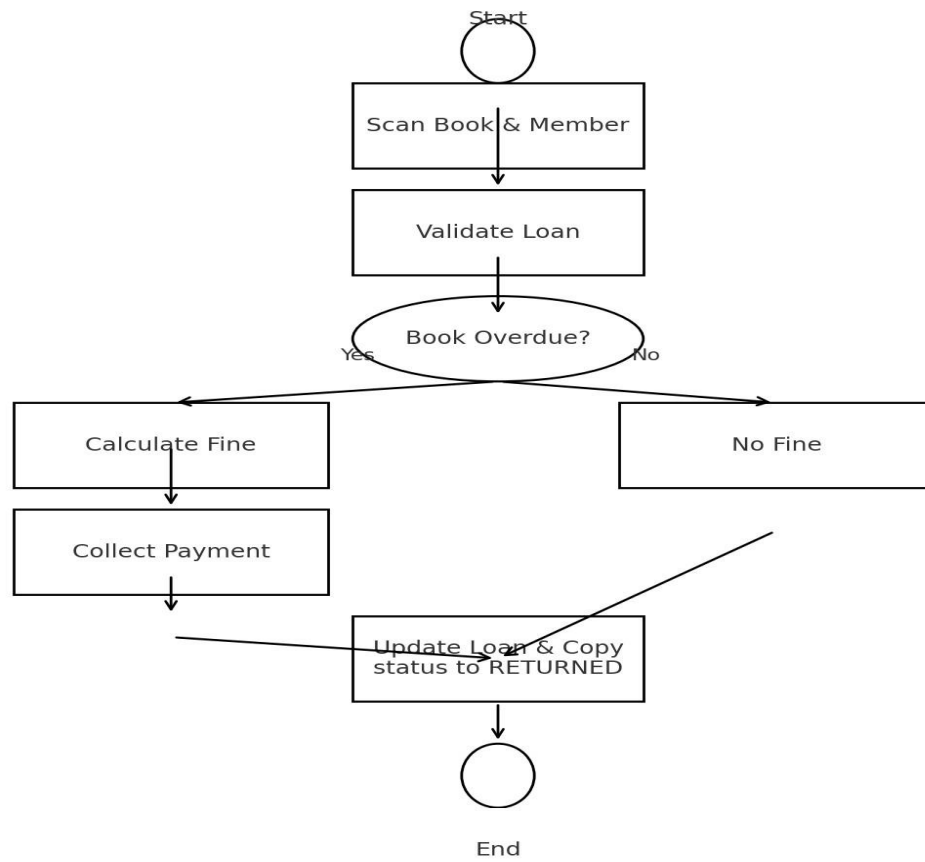 Start
Scan Book & Member
Validate Loan
Book Overdue?
Yes
No
Calculate Fine
No Fine
Collect Payment
Update Loan & Copy
status to RETURNED
End